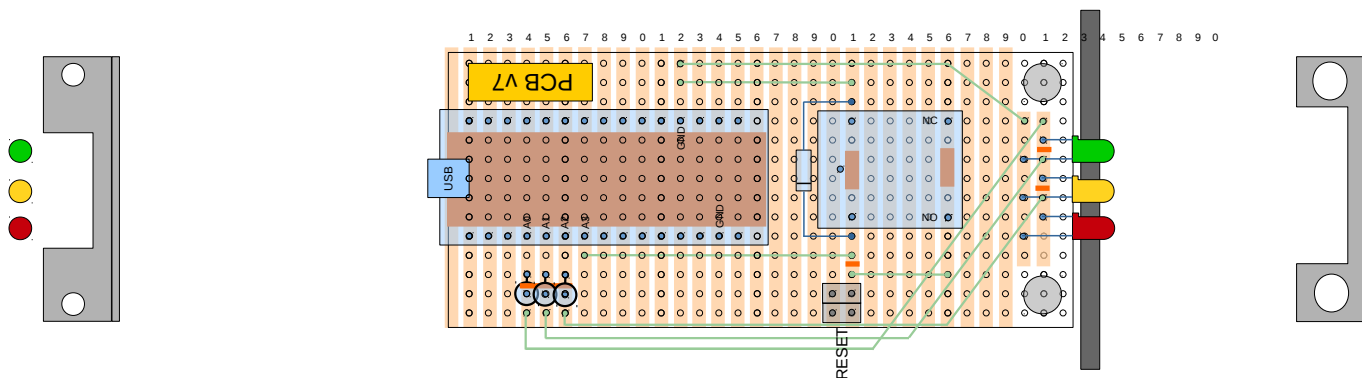 1 2 3 4 5 6 7 8 9 0 1 2 3 4 5 6 7 8 9 0 1 2 3 4 5 6 7 8 9 0 1 2 3 4 5 6 7 8 9 0
PCB v7
NC
GND
USB
A0 A1 A2 A3
GND
NO
RESET